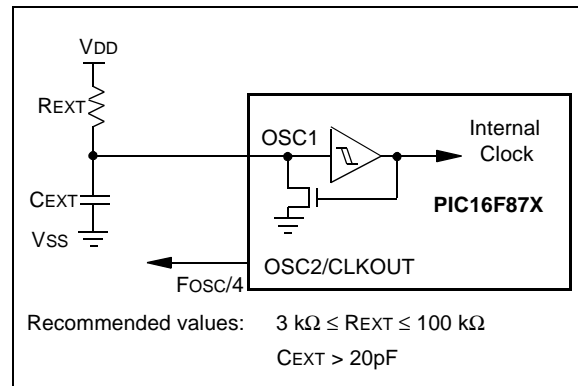 VDD
REXT
OSC1
Internal
Clock
CEXT
PIC16F87X
VSS
OSC2/CLKOUT
FOSC/4
Recommended values: 3 kΩ ≤ REXT ≤ 100 kΩ
CEXT > 20pF